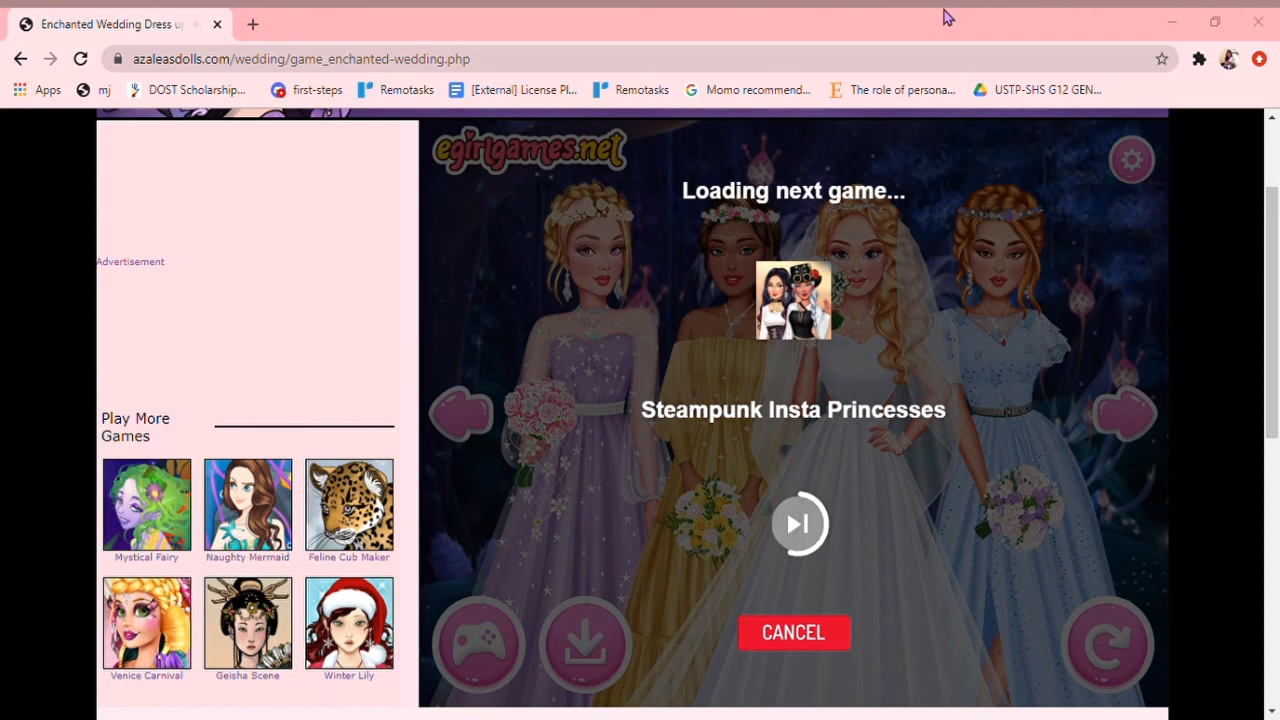 Enchanted Wedding Dress u
azaleasdolls.com/wedding/game_enchanted-wedding.php
Apps
mj
DOST Scholarship...
first-steps
Remotasks
[External] License Pl...
Remotasks
Momo recommend...
The role of persona...
USTP-SHS G12 GEN...
egirlgames.net
Loading next game...
Advertisement
Steampunk Insta Princesses
Play More
Games
Mystical Fairy
Naughty Mermaid
Feline Cub Maker
CANCEL
Venice Carnival
Geisha Scene
Winter Lily